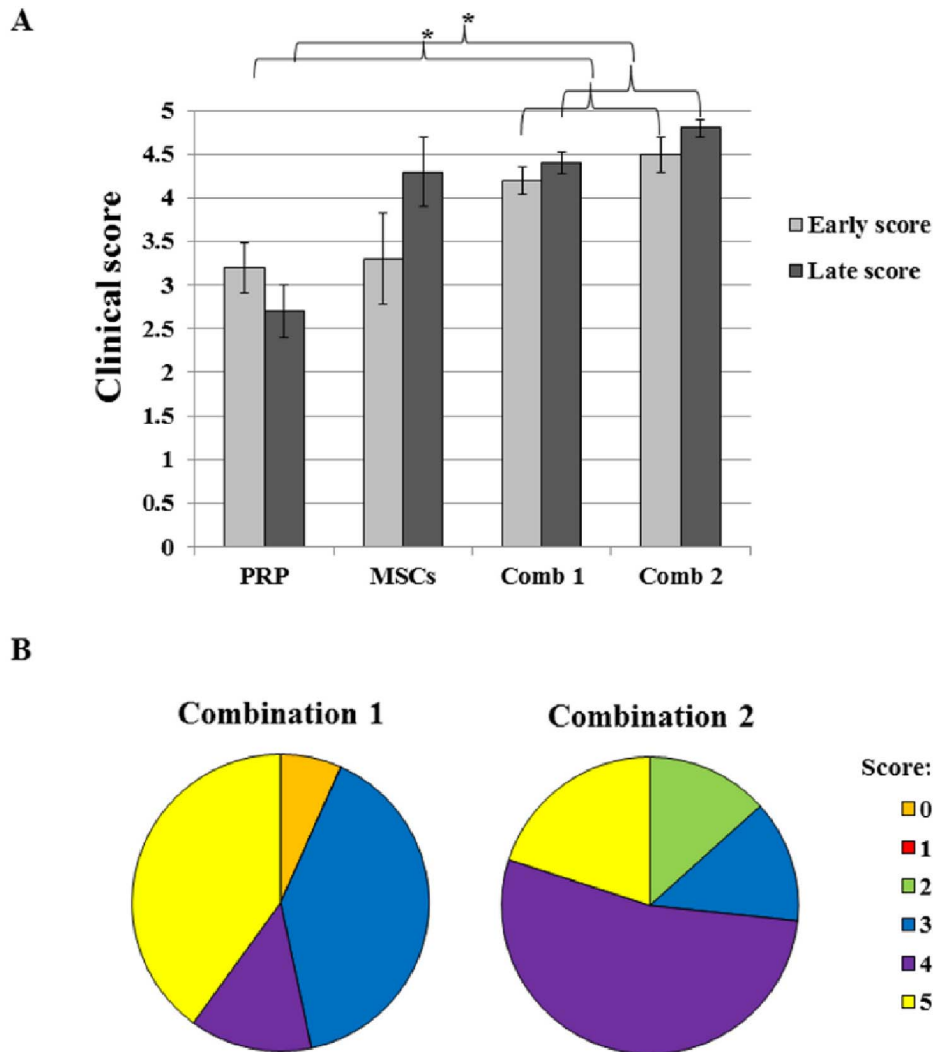 A
*
*
Clinical score
5
4.5
4
3.5
3
2.5
2
1.5
1
0.5
0
PRP
MSCs
Comb 1
Comb 2
Early score
Late score
B
Combination 1
Combination 2
Score:
0
1
2
3
4
5